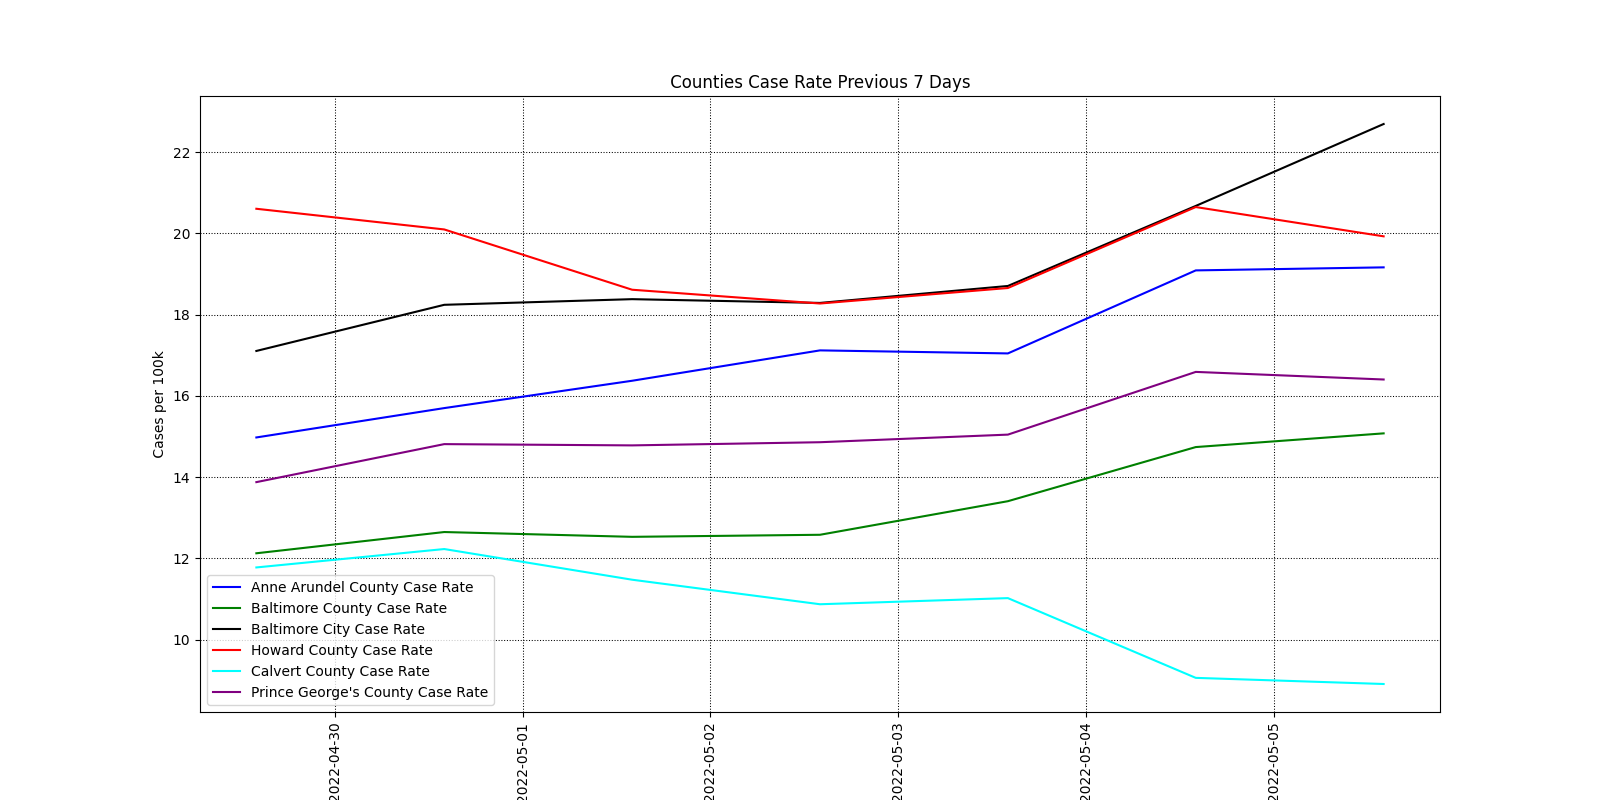 Counties Case Rate Previous 7 Days
Cases per 100k
22
20
18
16
14
12
10
Anne Arundel County Case Rate
Baltimore County Case Rate
Baltimore City Case Rate
Howard County Case Rate
Calvert County Case Rate
Prince George's County Case Rate
2022-04-30
2022-05-01
2022-05-02
2022-05-03
2022-05-04
2022-05-05